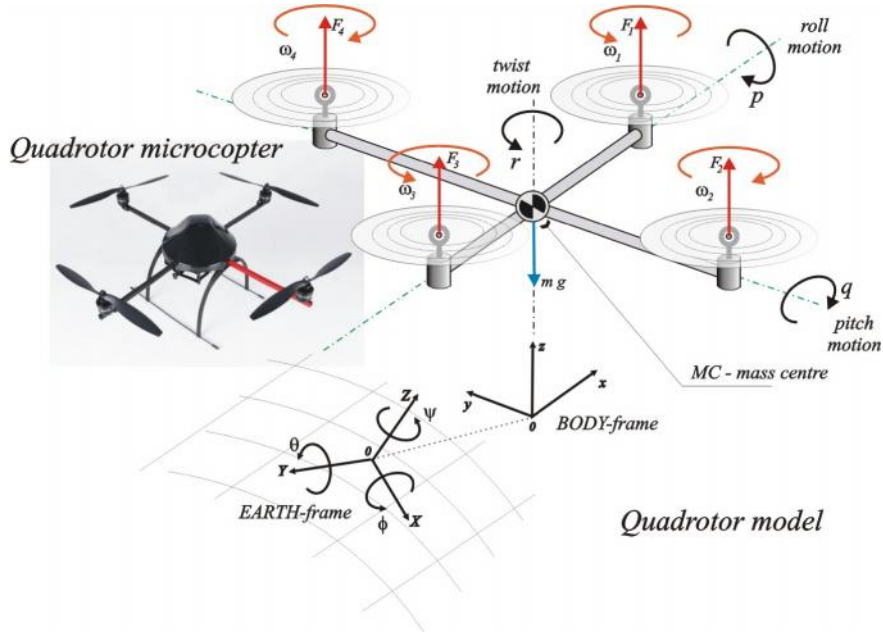 F4
ω4
F1
ω1
roll
motion
p
twist
motion
r
Quadrotor microcopter
F3
ω3
F2
ω2
m g
q
pitch
motion
MC - mass centre
z
x
y
0
BODY-frame
Z
ψ
θ
0
Y
EARTH-frame
ϕ
X
Quadrotor model